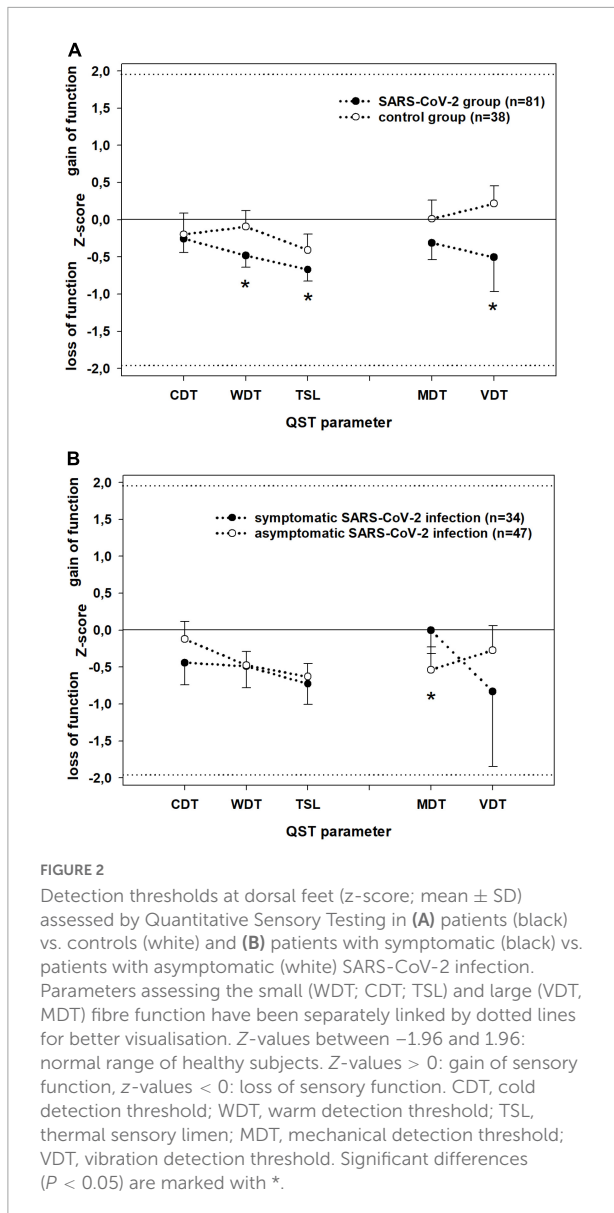 A
2,0
1,5
1,0
0,5
0,0
-0,5
-1,0
-1,5
-2,0
gain of function
Z-score
loss of function
SARS-CoV-2 group (n=81)
control group (n=38)
*
*
*
CDT WDT TSL MDT VDT
QST parameter
B
2,0
1,5
1,0
0,5
0,0
-0,5
-1,0
-1,5
-2,0
gain of function
Z-score
loss of function
symptomatic SARS-CoV-2 infection (n=34)
asymptomatic SARS-CoV-2 infection (n=47)
*
CDT WDT TSL MDT VDT
QST parameter
FIGURE 2
Detection thresholds at dorsal feet (z-score; mean ± SD)
assessed by Quantitative Sensory Testing in (A) patients (black)
vs. controls (white) and (B) patients with symptomatic (black) vs.
patients with asymptomatic (white) SARS-CoV-2 infection.
Parameters assessing the small (WDT; CDT; TSL) and large (VDT,
MDT) fibre function have been separately linked by dotted lines
for better visualisation. Z-values between −1.96 and 1.96:
normal range of healthy subjects. Z-values > 0: gain of sensory
function, z-values < 0: loss of sensory function. CDT, cold
detection threshold; WDT, warm detection threshold; TSL,
thermal sensory limen; MDT, mechanical detection threshold;
VDT, vibration detection threshold. Significant differences
(P < 0.05) are marked with *.